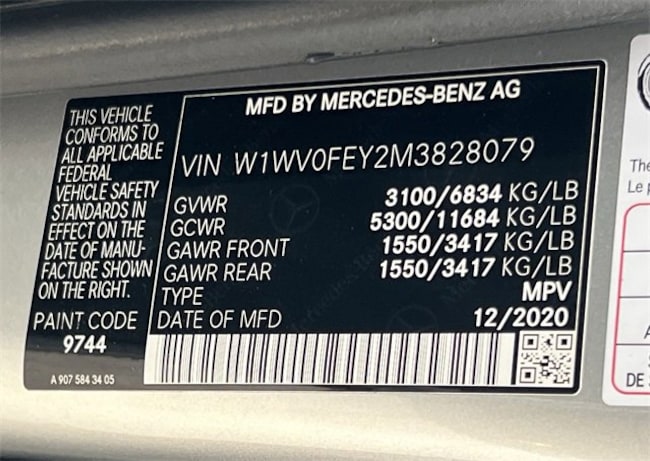 MFD BY MERCEDES-BENZ AG
THIS VEHICLE
CONFORMS TO
ALL APPLICABLE
FEDERAL
VEHICLE SAFETY
STANDARDS IN
EFFECT ON THE
DATE OF MANU-
FACTURE SHOWN
ON THE RIGHT.
PAINT CODE
9744
A 907 584 34 05
VIN W1WV0FEY2M3828079
GVWR 3100/6834 KG/LB
GCWR 5300/11684 KG/LB
GAWR FRONT 1550/3417 KG/LB
GAWR REAR 1550/3417 KG/LB
TYPE MPV
DATE OF MFD 12/2020
The
Le p
DE